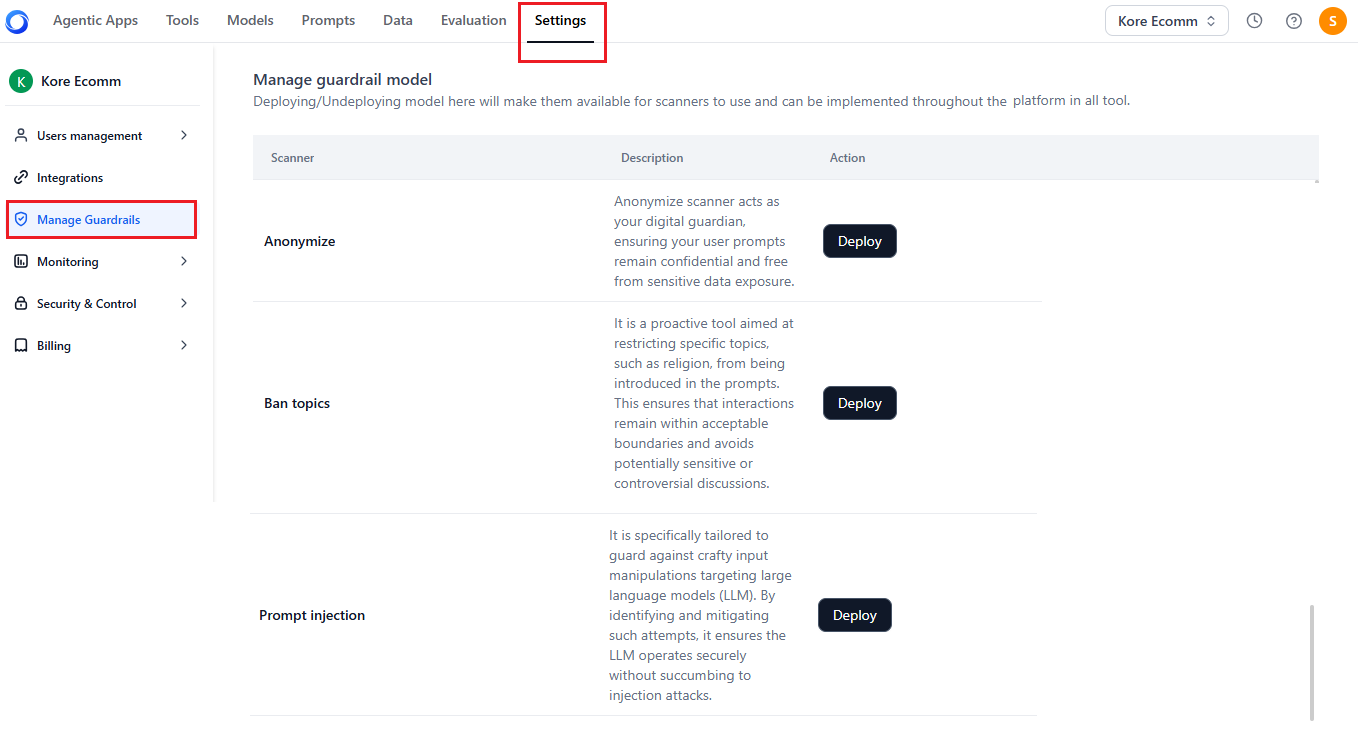 Agentic Apps Tools Models Prompts Data Evaluation Settings Kore Ecomm S
K Kore Ecomm
Users management
Integrations
Manage Guardrails
Monitoring
Security & Control
Billing
Manage guardrail model
Deploying/Undeploying model here will make them available for scanners to use and can be implemented throughout the platform in all tool.
Scanner Description Action
Anonymize
Anonymize scanner acts as
your digital guardian,
ensuring your user prompts
remain confidential and free
from sensitive data exposure.
Deploy
Ban topics
It is a proactive tool aimed at
restricting specific topics,
such as religion, from being
introduced in the prompts.
This ensures that interactions
remain within acceptable
boundaries and avoids
potentially sensitive or
controversial discussions.
Deploy
Prompt injection
It is specifically tailored to
guard against crafty input
manipulations targeting large
language models (LLM). By
identifying and mitigating
such attempts, it ensures the
LLM operates securely
without succumbing to
injection attacks.
Deploy